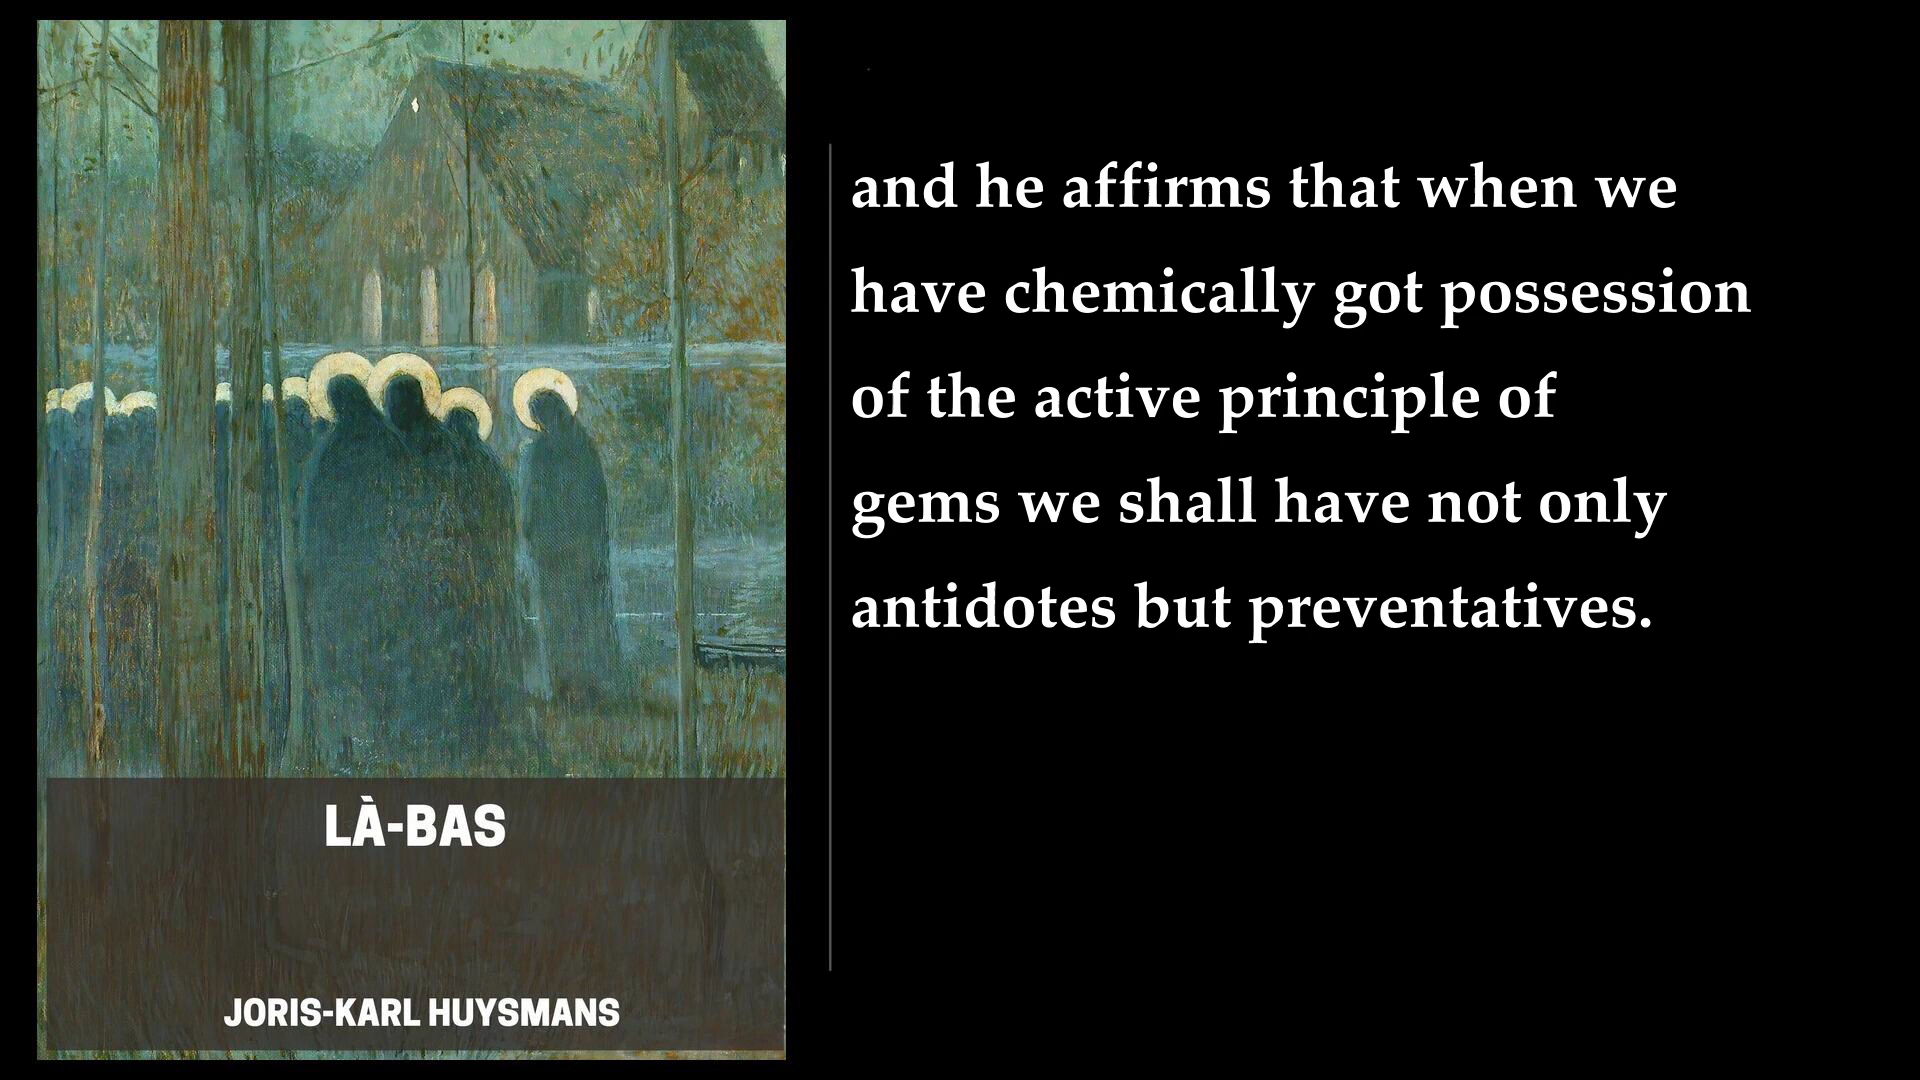 LÀ-BAS
JORIS-KARL HUYSMANS
and he affirms that when we
have chemically got possession
of the active principle of
gems we shall have not only
antidotes but preventatives.